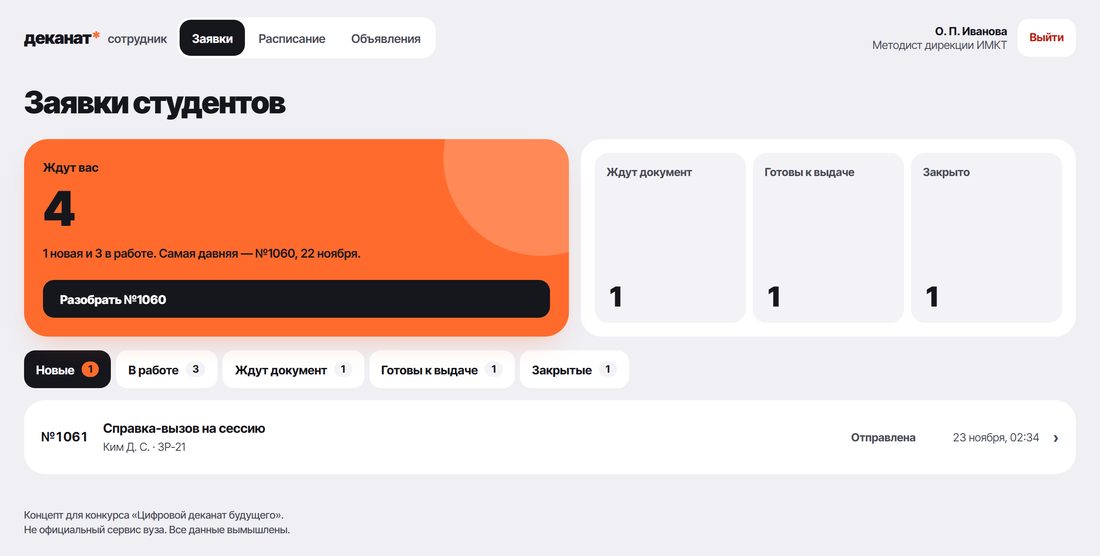 деканат* сотрудник
Заявки
Расписание
Объявления
О. П. Иванова
Методист дирекции ИМКТ
Выйти
Заявки студентов
Ждут вас
4
1 новая и 3 в работе. Самая давняя — №1060, 22 ноября.
Разобрать №1060
Ждут документ
1
Готовы к выдаче
1
Закрыто
1
Новые 1
В работе 3
Ждут документ 1
Готовы к выдаче 1
Закрытые 1
№1061
Справка-вызов на сессию
Ким Д. С. · ЗР-21
Отправлена
23 ноября, 02:34 ›
Концепт для конкурса «Цифровой деканат будущего».
Не официальный сервис вуза. Все данные вымышлены.